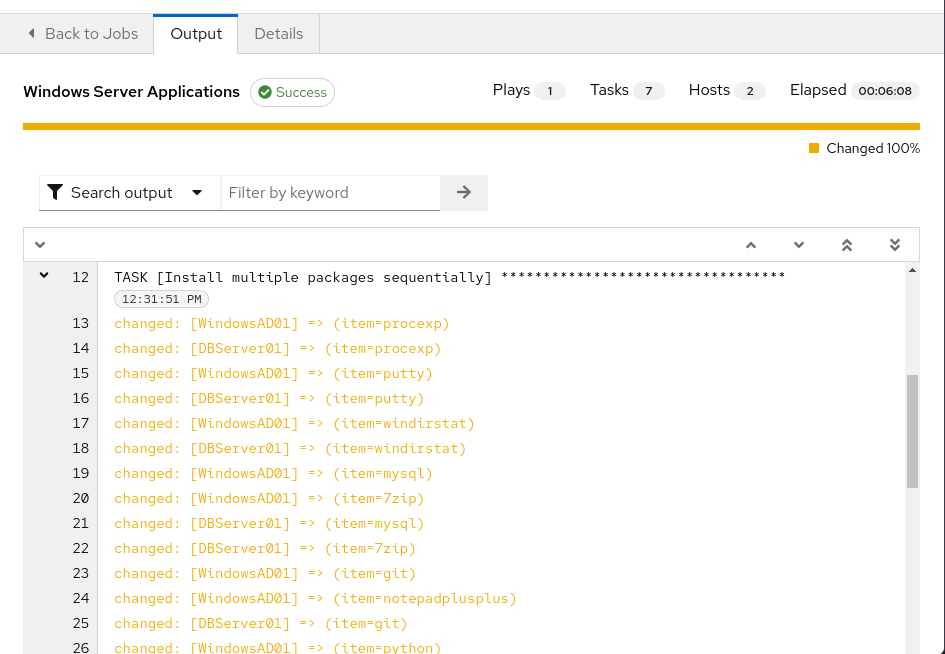 Back to Jobs Output Details
Windows Server Applications Success Plays 1 Tasks 7 Hosts 2 Elapsed 00:06:08
Changed 100%
Search output Filter by keyword
12 TASK [Install multiple packages sequentially] **********************************
12:31:51 PM
13 changed: [WindowsAD01] => (item=procexp)
14 changed: [DBServer01] => (item=procexp)
15 changed: [WindowsAD01] => (item=putty)
16 changed: [DBServer01] => (item=putty)
17 changed: [WindowsAD01] => (item=windirstat)
18 changed: [DBServer01] => (item=windirstat)
19 changed: [WindowsAD01] => (item=mysql)
20 changed: [WindowsAD01] => (item=7zip)
21 changed: [DBServer01] => (item=mysql)
22 changed: [DBServer01] => (item=7zip)
23 changed: [WindowsAD01] => (item=git)
24 changed: [WindowsAD01] => (item=notepadplusplus)
25 changed: [DBServer01] => (item=git)
26 changed: [WindowsAD01] => (item=python)